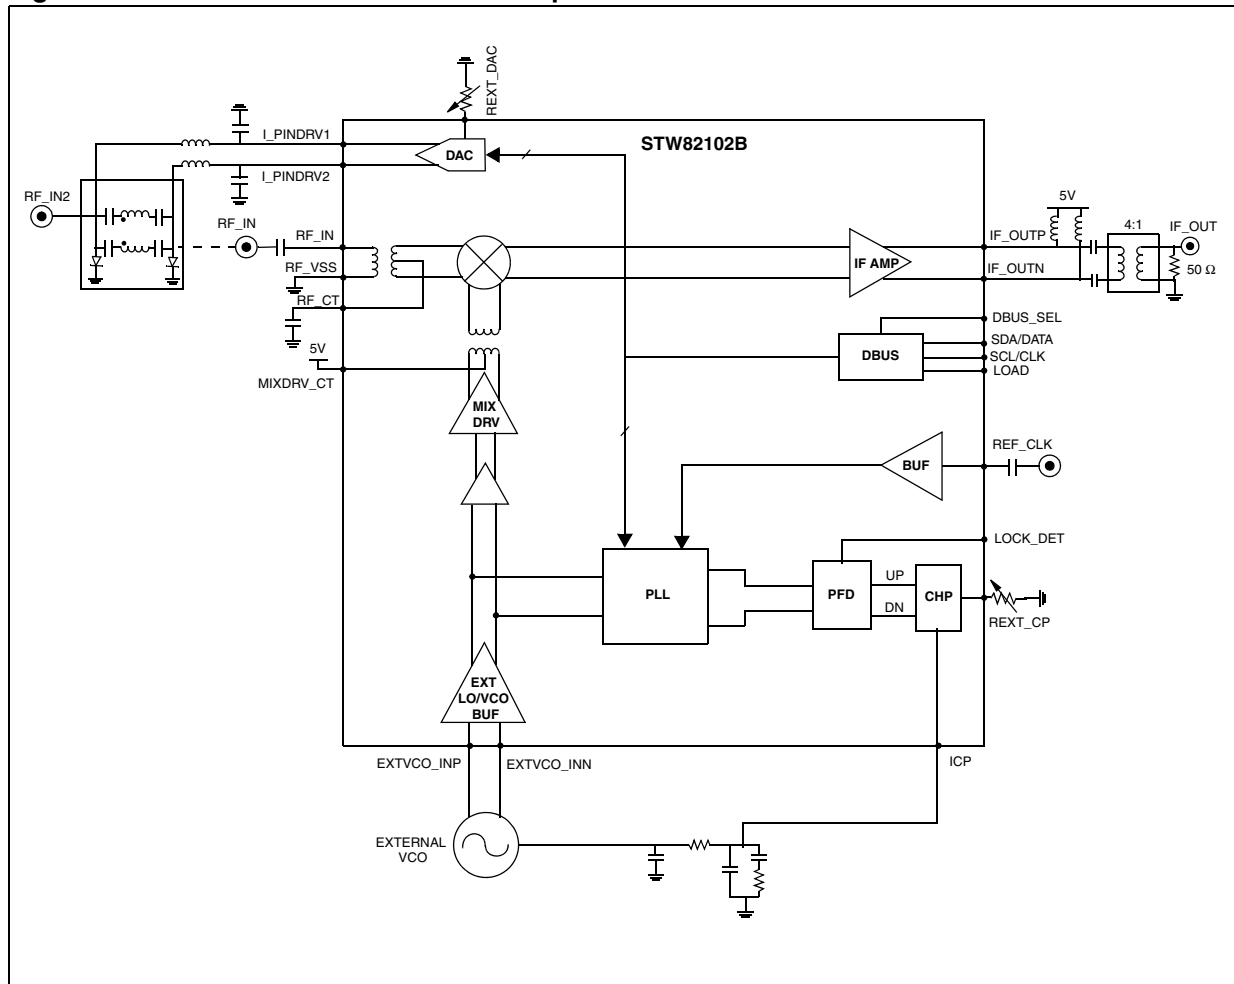 REXT_DAC
STW82102B
I_PINDRV1
DAC
I_PINDRV2
RF_IN2
RF_IN
RF_IN
RF_VSS
RF_CT
5V
MIXDRV_CT
IF AMP
5V
4:1
IF_OUTP
IF_OUT
IF_OUTN
50 Ω
DBUS_SEL
DBUS
SDA/DATA
SCL/CLK
LOAD
MIX
DRV
BUF
REF_CLK
LOCK_DET
PLL
PFD
UP
DN
CHP
REXT_CP
EXT
LO/VCO
BUF
EXTVCO_INP
EXTVCO_INN
ICP
EXTERNAL
VCO